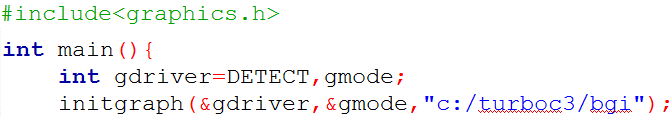 #include<graphics.h>
int main(){
int gdriver=DETECT,gmode;
initgraph(&gdriver,&gmode,"c:/turboc3/bgi");